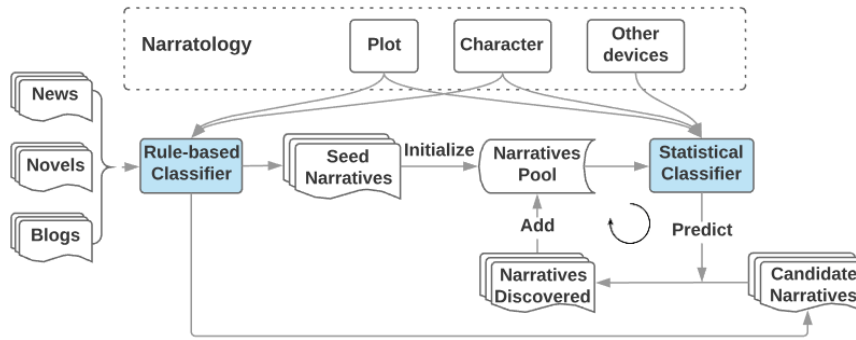 Narratology
Plot
Character
Other
devices
News
Novels
Blogs
Rule-based
Classifier
Seed
Narratives
Initialize
Narratives
Pool
Statistical
Classifier
Add
Predict
Narratives
Discovered
Candidate
Narratives